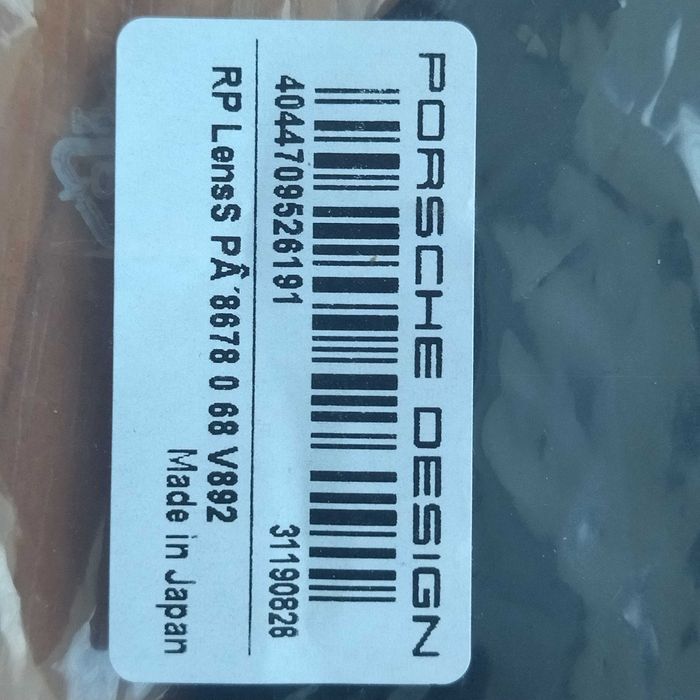 PORSCHE DESIGN
4044709526191 31190828
RP LensS PÂ´8678 0 68 V892
Made in Japan